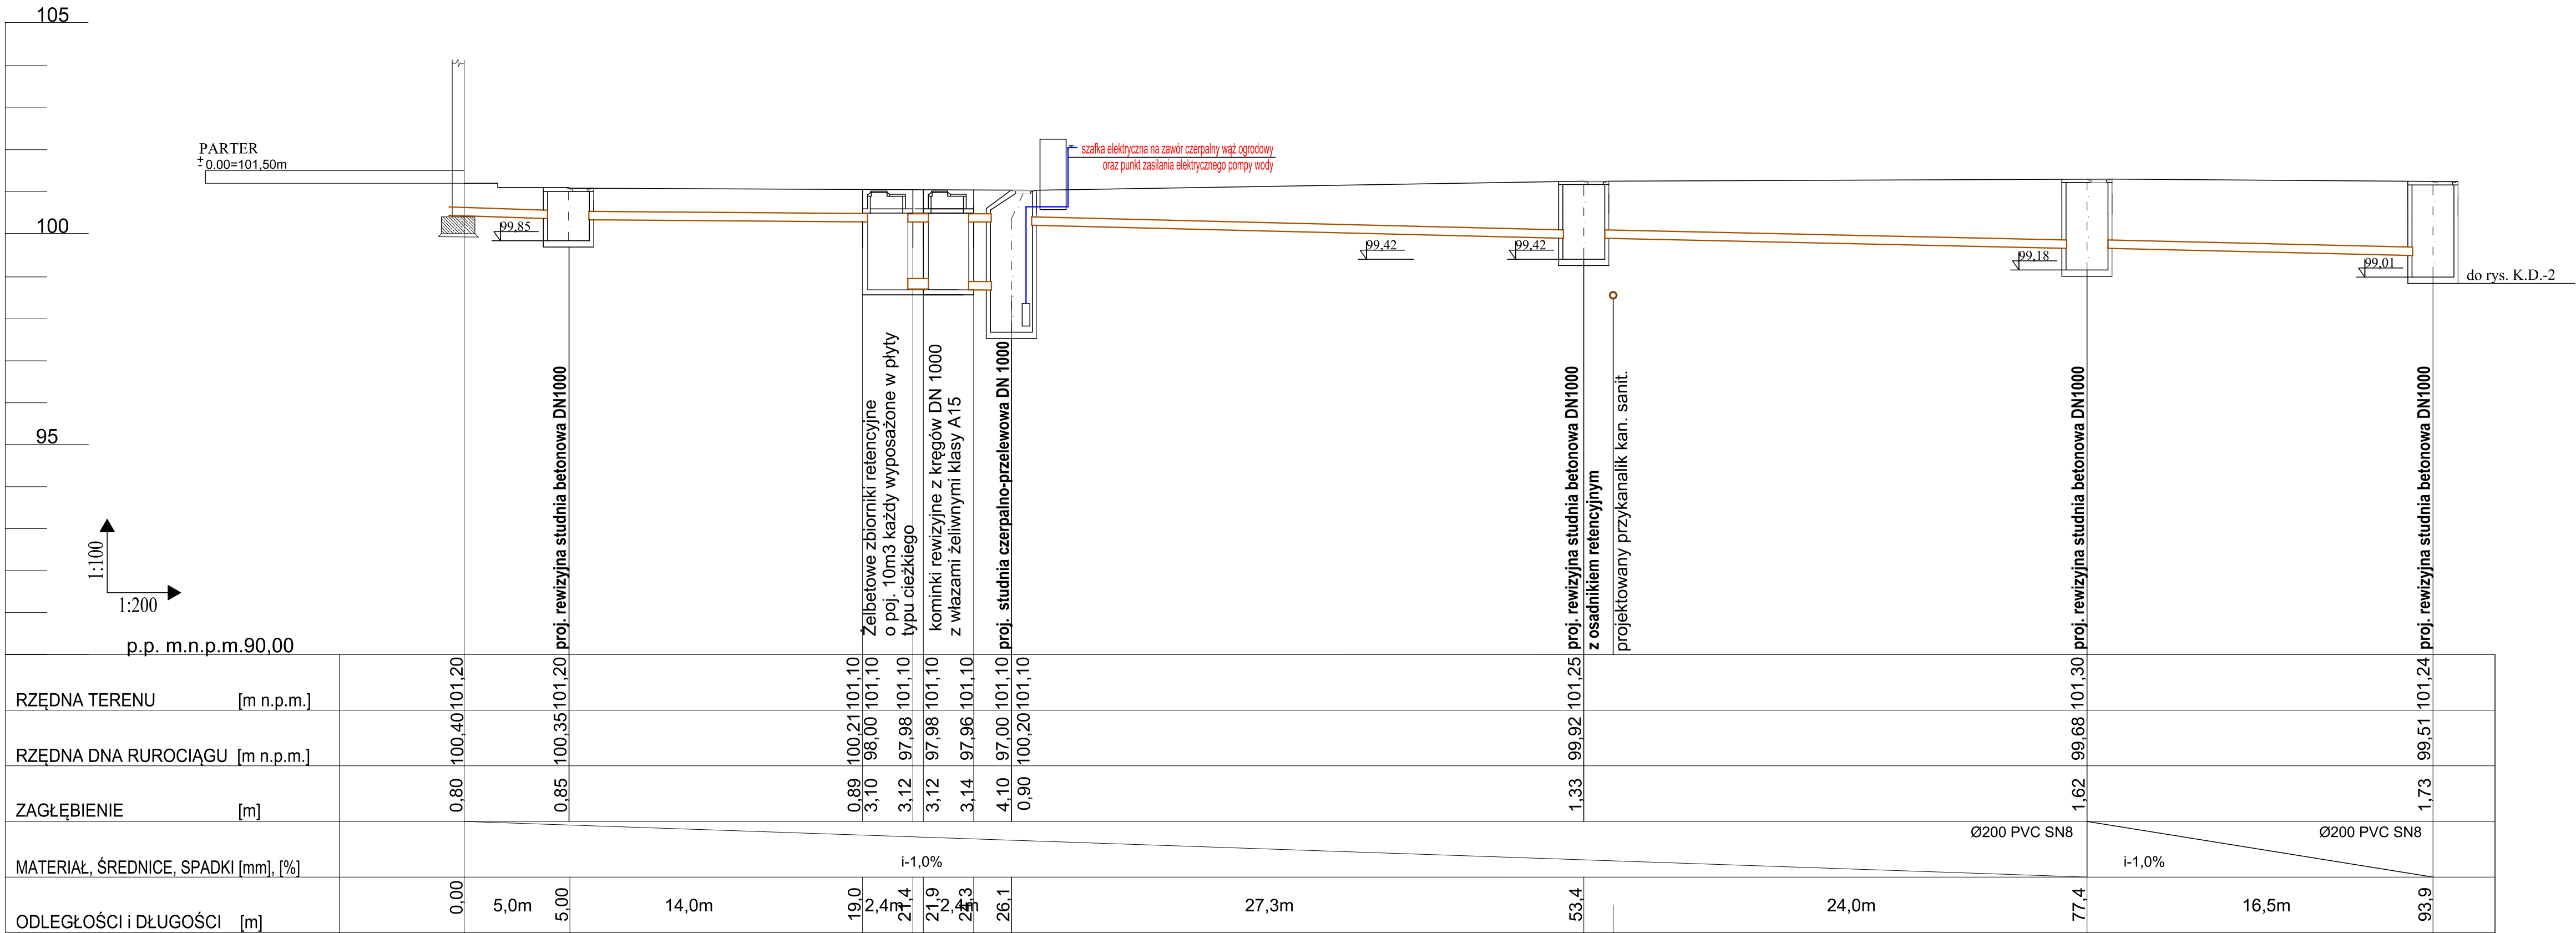 105
PARTER
+
- 0.00=101,50m
szafka elektryczna na zawór czerpalny wąż ogrodowy
oraz punkt zasilania elektrycznego pompy wody
100
99,85
99,42
99,42
99,18
99,01
do rys. K.D.-2
95
proj. rewizyjna studnia betonowa DN1000
Żelbetowe zbiorniki retencyjne
o poj. 10m3 każdy wyposażone w płyty
typu cieżkiego
kominki rewizyjne z kręgów DN 1000
z włazami żeliwnymi klasy A15
proj. studnia czerpalno-przelewowa DN 1000
proj. rewizyjna studnia betonowa DN1000
z osadnikiem retencyjnym
projektowany przykanalik kan. sanit.
proj. rewizyjna studnia betonowa DN1000
proj. rewizyjna studnia betonowa DN1000
1:100
1:200
p.p. m.n.p.m.90,00
RZĘDNA TERENU [m n.p.m.]
101,20 101,20 101,10 101,10 101,10 101,10 101,10 101,10 101,10 101,25 101,30 101,24
RZĘDNA DNA RUROCIĄGU [m n.p.m.]
100,40 100,35 100,21 98,00 97,98 97,98 97,96 97,00 100,20 99,92 99,68 99,51
ZAGŁĘBIENIE [m]
0,80 0,85 0,89 3,10 3,12 3,12 3,14 4,10 0,90 1,33 1,62 1,73
MATERIAŁ, ŚREDNICE, SPADKI [mm], [%]
i-1,0% Ø200 PVC SN8 i-1,0% Ø200 PVC SN8
ODLEGŁOŚCI i DŁUGOŚCI [m]
0,00 5,0m 5,00 14,0m 19,0 2,4m 21,4 21,9 2,4m 24,3 26,1 27,3m 53,4 24,0m 77,4 16,5m 93,9